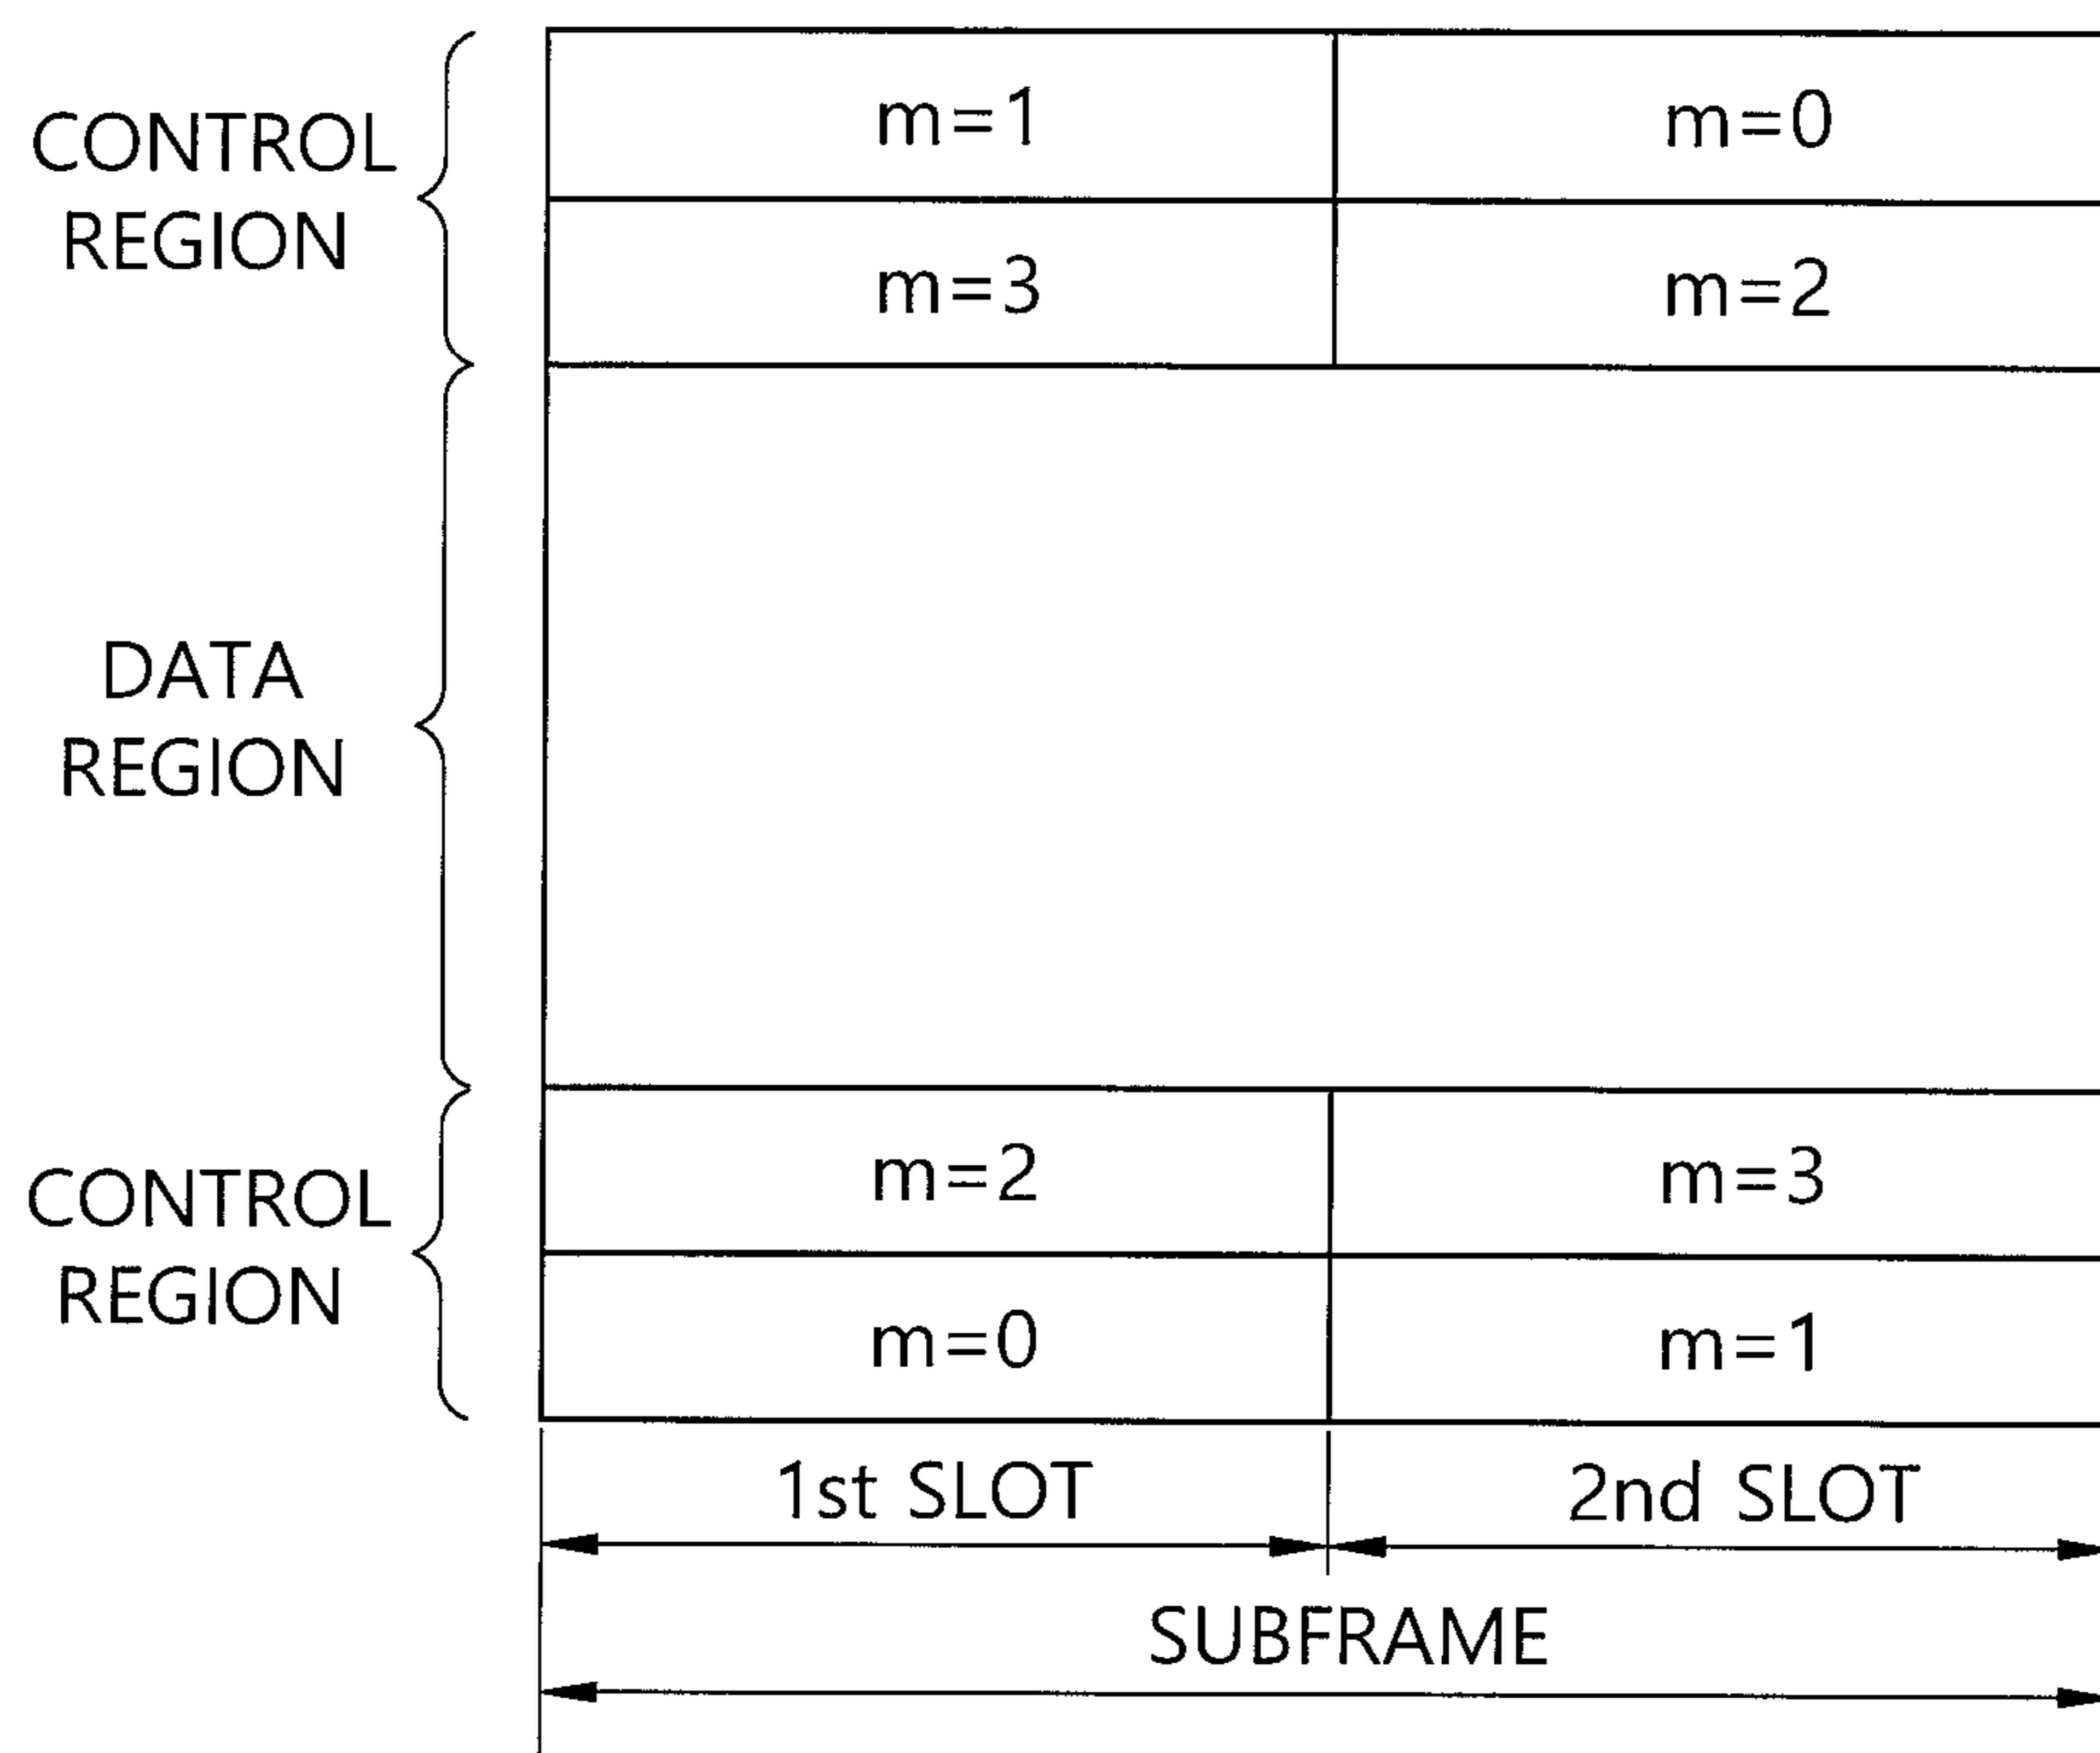 m=1 m=0
CONTROL
REGION
m=3 m=2
DATA
REGION
m=2 m=3
CONTROL
REGION
m=0 m=1
1st SLOT 2nd SLOT
SUBFRAME